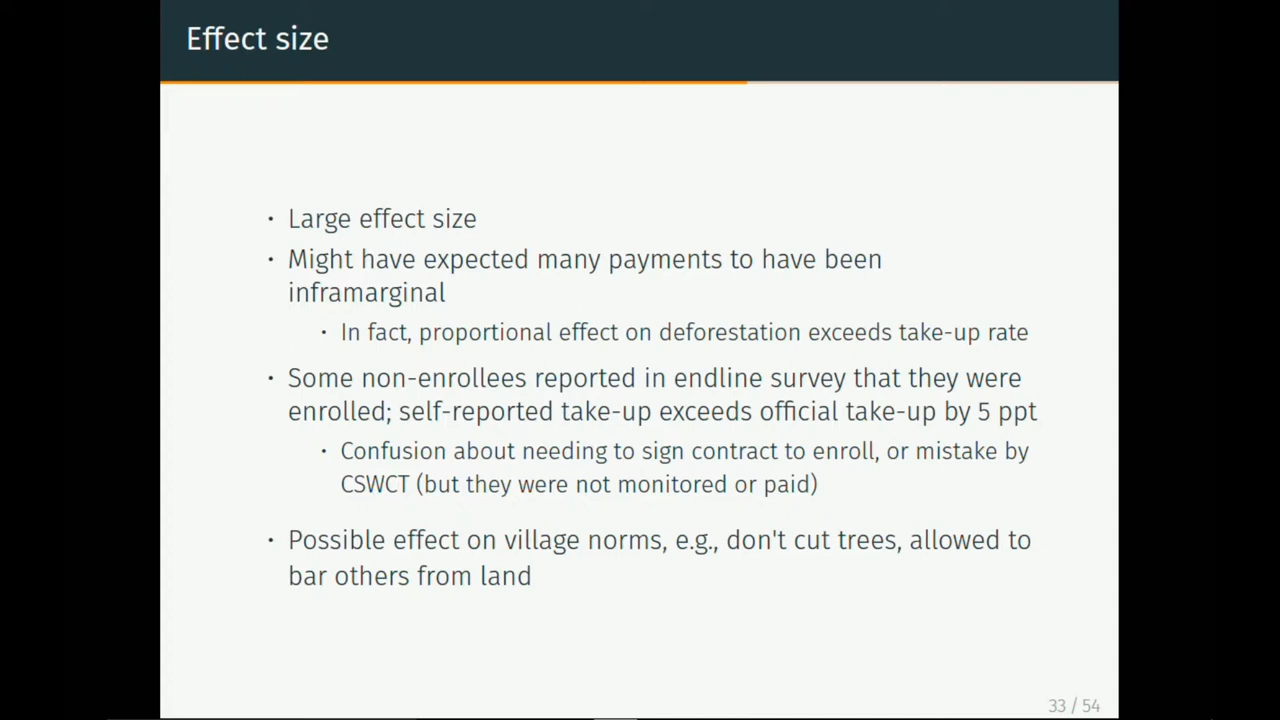 Effect size
• Large effect size
• Might have expected many payments to have been
inframarginal
• In fact, proportional effect on deforestation exceeds take-up rate
• Some non-enrollees reported in endline survey that they were
enrolled; self-reported take-up exceeds official take-up by 5 ppt
• Confusion about needing to sign contract to enroll, or mistake by
CSWCT (but they were not monitored or paid)
• Possible effect on village norms, e.g., don't cut trees, allowed to
bar others from land
33 / 54